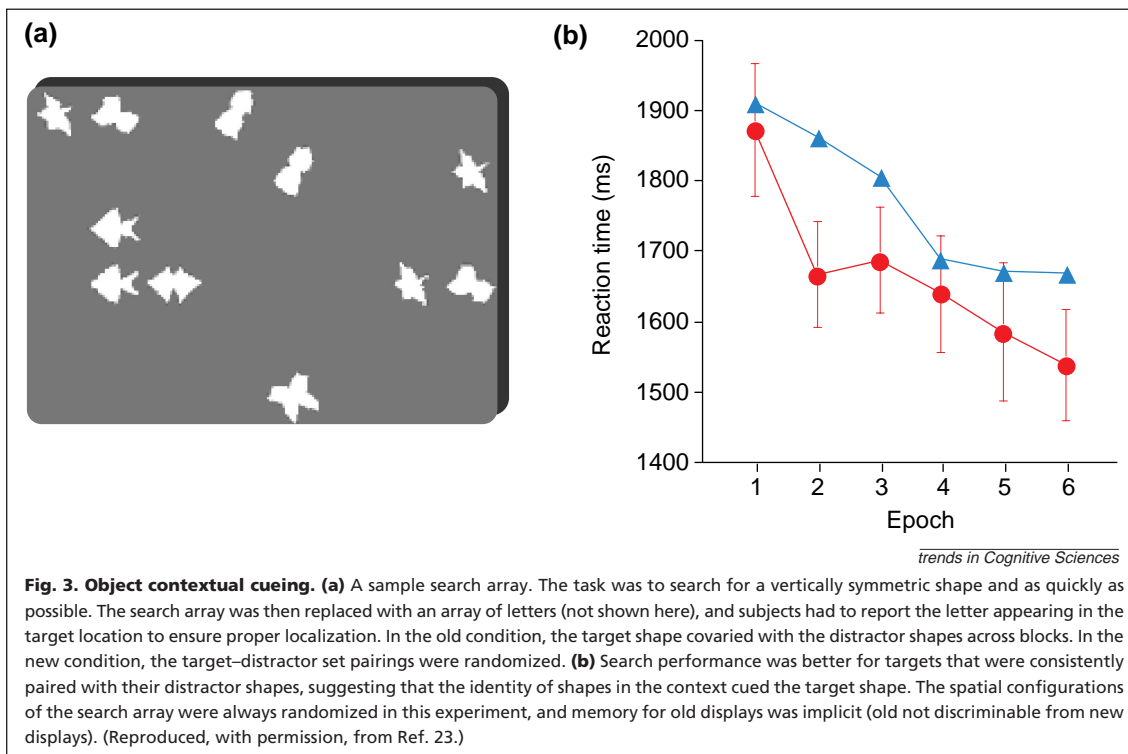 (a)
(b)
2000
1900
1800
1700
1600
1500
1400
Reaction time (ms)
1 2 3 4 5 6
Epoch
trends in Cognitive Sciences
Fig. 3. Object contextual cueing. (a) A sample search array. The task was to search for a vertically symmetric shape and as quickly as
possible. The search array was then replaced with an array of letters (not shown here), and subjects had to report the letter appearing in the
target location to ensure proper localization. In the old condition, the target shape covaried with the distractor shapes across blocks. In the
new condition, the target–distractor set pairings were randomized. (b) Search performance was better for targets that were consistently
paired with their distractor shapes, suggesting that the identity of shapes in the context cued the target shape. The spatial configurations
of the search array were always randomized in this experiment, and memory for old displays was implicit (old not discriminable from new
displays). (Reproduced, with permission, from Ref. 23.)